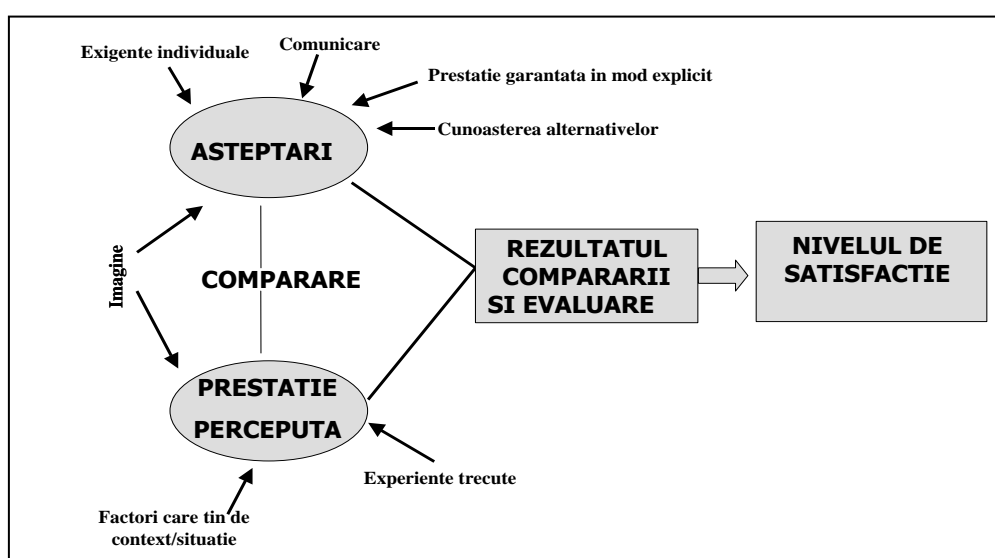 Exigente individuale
Comunicare
Prestatie garantata in mod explicit
Cunoasterea alternativelor
ASTEPTARI
Imagine
COMPARARE
REZULTATUL
COMPARARII
SI EVALUARE
NIVELUL DE
SATISFACTIE
PRESTATIE
PERCEPUTA
Experiente trecute
Factori care tin de
context/situatie